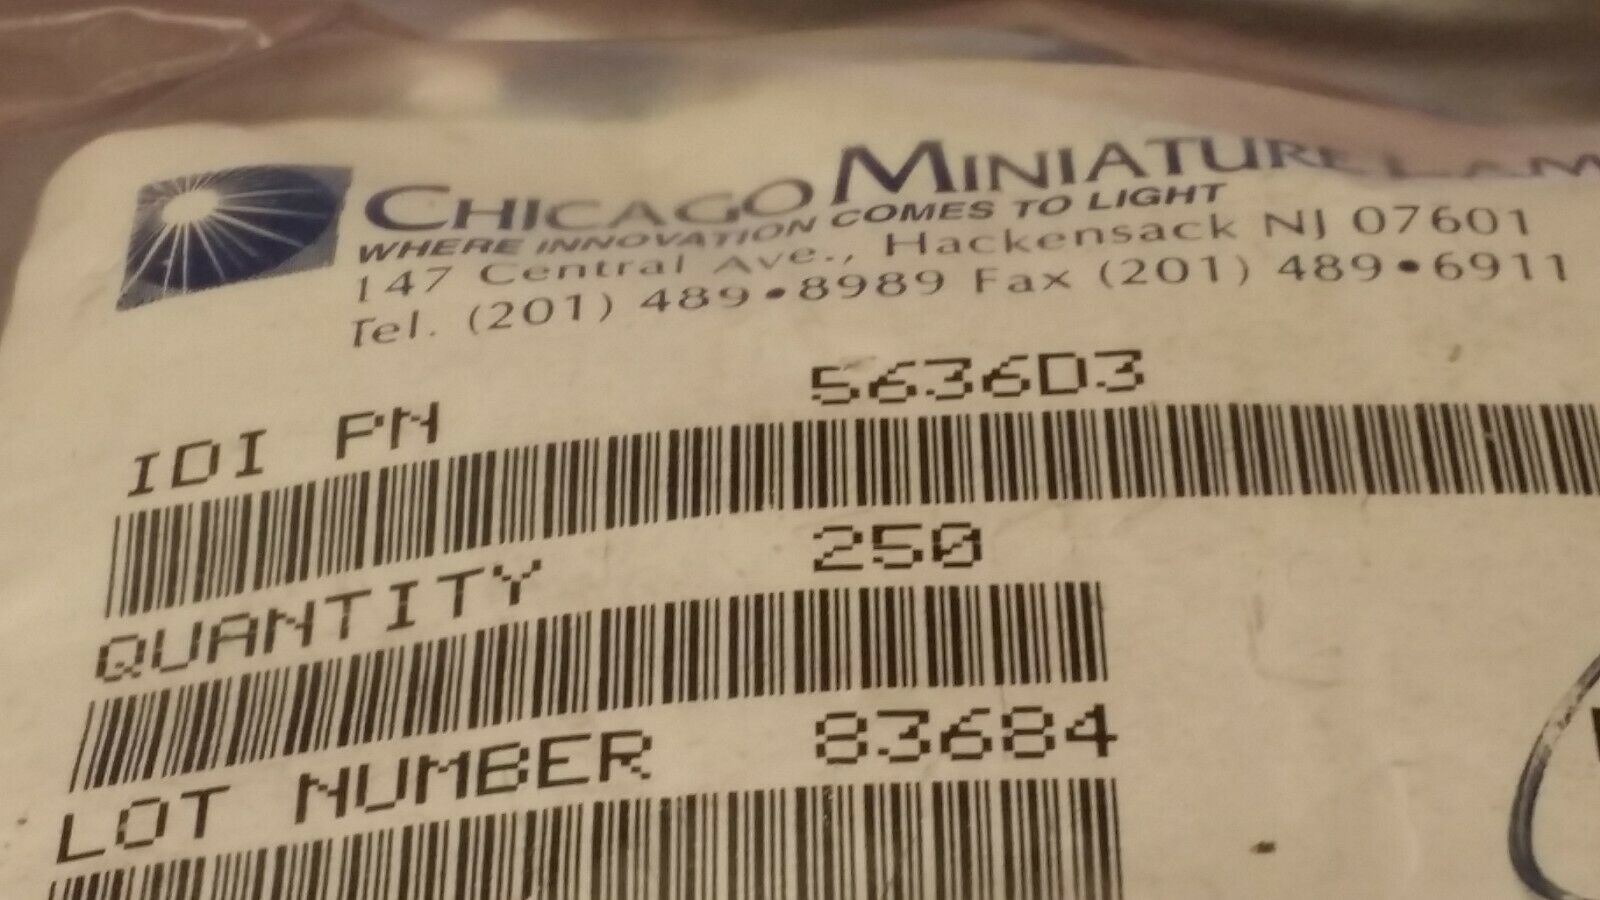 CHICAGO MINIATURE LAM
WHERE INNOVATION COMES TO LIGHT
147 Central Ave., Hackensack NJ 07601
Tel. (201) 489•8989 Fax (201) 489•6911
IDI PN 5636D3
QUANTITY 250
LOT NUMBER 83684